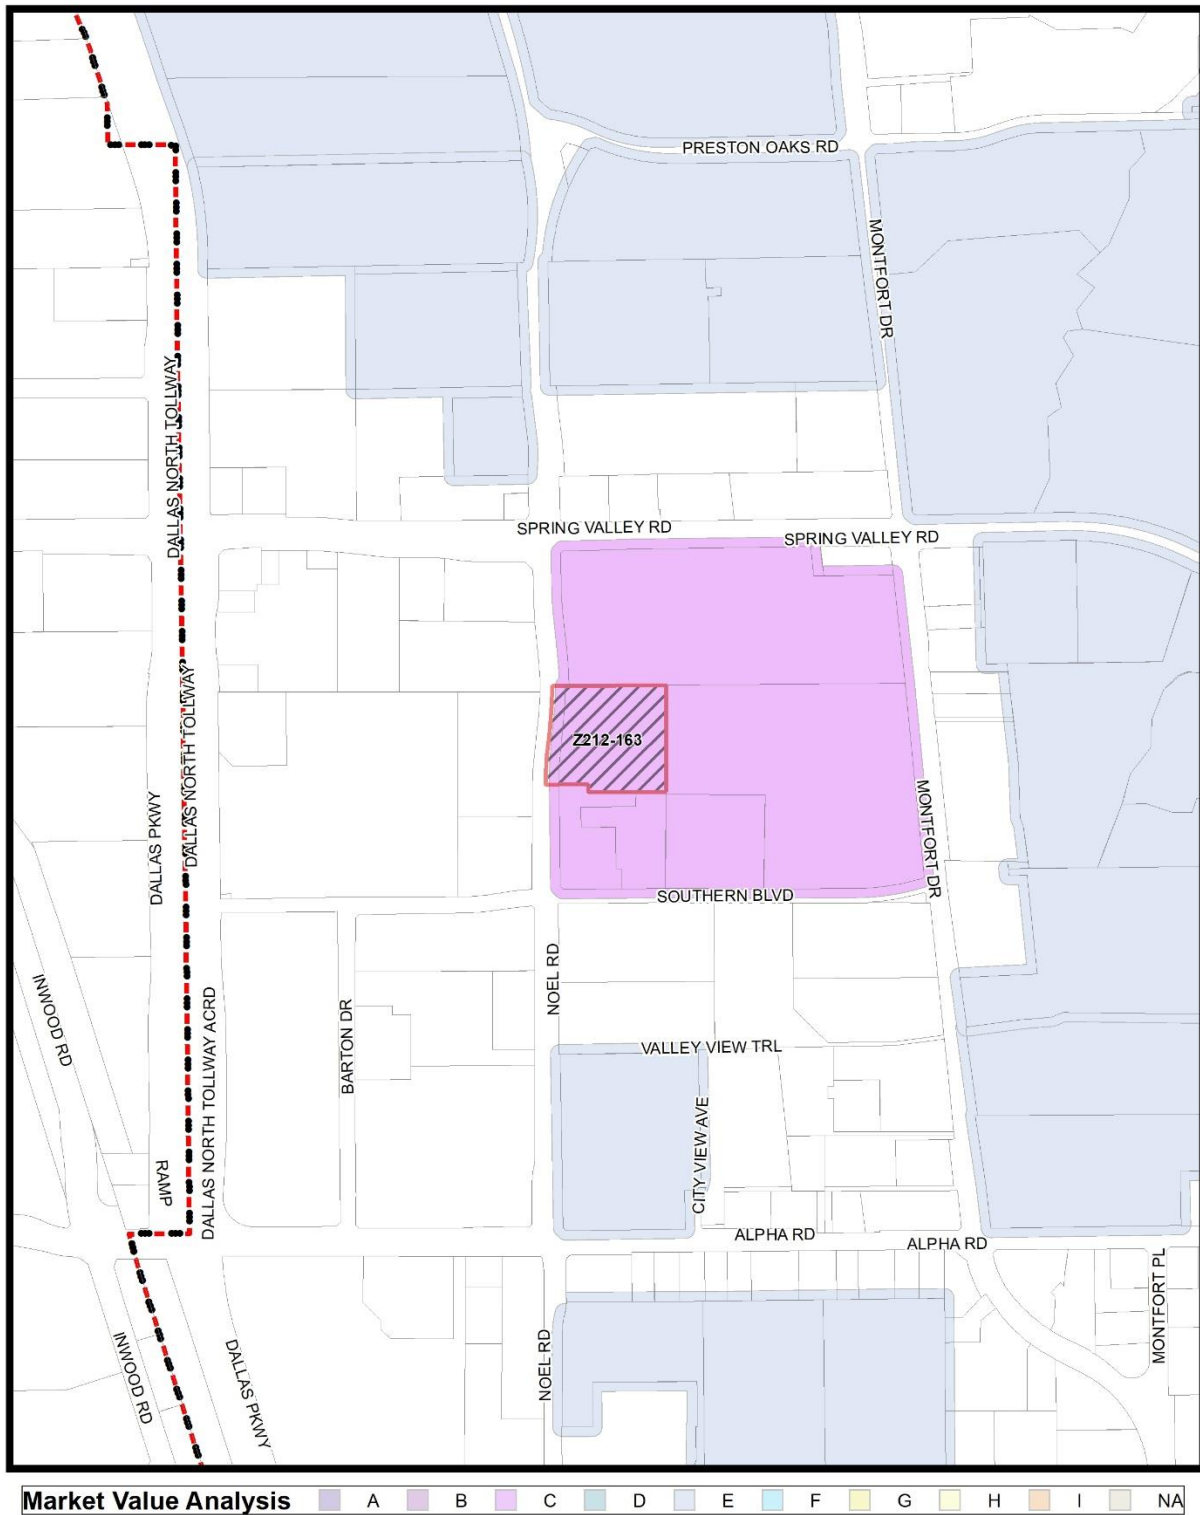 PRESTON OAKS RD
MONTFORT DR
DALLAS NORTH TOLLWAY
SPRING VALLEY RD
SPRING VALLEY RD
DALLAS NORTH TOLLWAY
Z212-163
DALLAS PKWY
MONTFORT DR
SOUTHERN BLVD
NOEL RD
INWOOD RD
DALLAS NORTH TOLLWAY ACRD
BARTON DR
VALLEY VIEW TRL
CITY VIEW AVE
RAMP
ALPHA RD
ALPHA RD
MONTFORT PL
INWOOD RD
DALLAS PKWY
NOEL RD
Market Value Analysis A B C D E F G H I NA